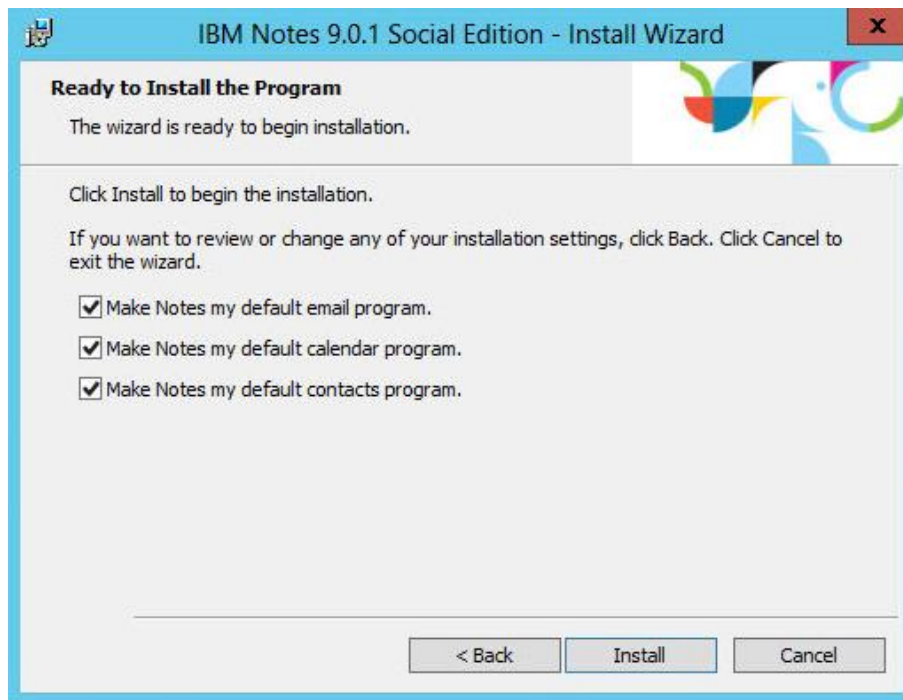 IBM Notes 9.0.1 Social Edition - Install Wizard
x
Ready to Install the Program
The wizard is ready to begin installation.
Click Install to begin the installation.
If you want to review or change any of your installation settings, click Back. Click Cancel to
exit the wizard.
Make Notes my default email program.
Make Notes my default calendar program.
Make Notes my default contacts program.
< Back
Install
Cancel